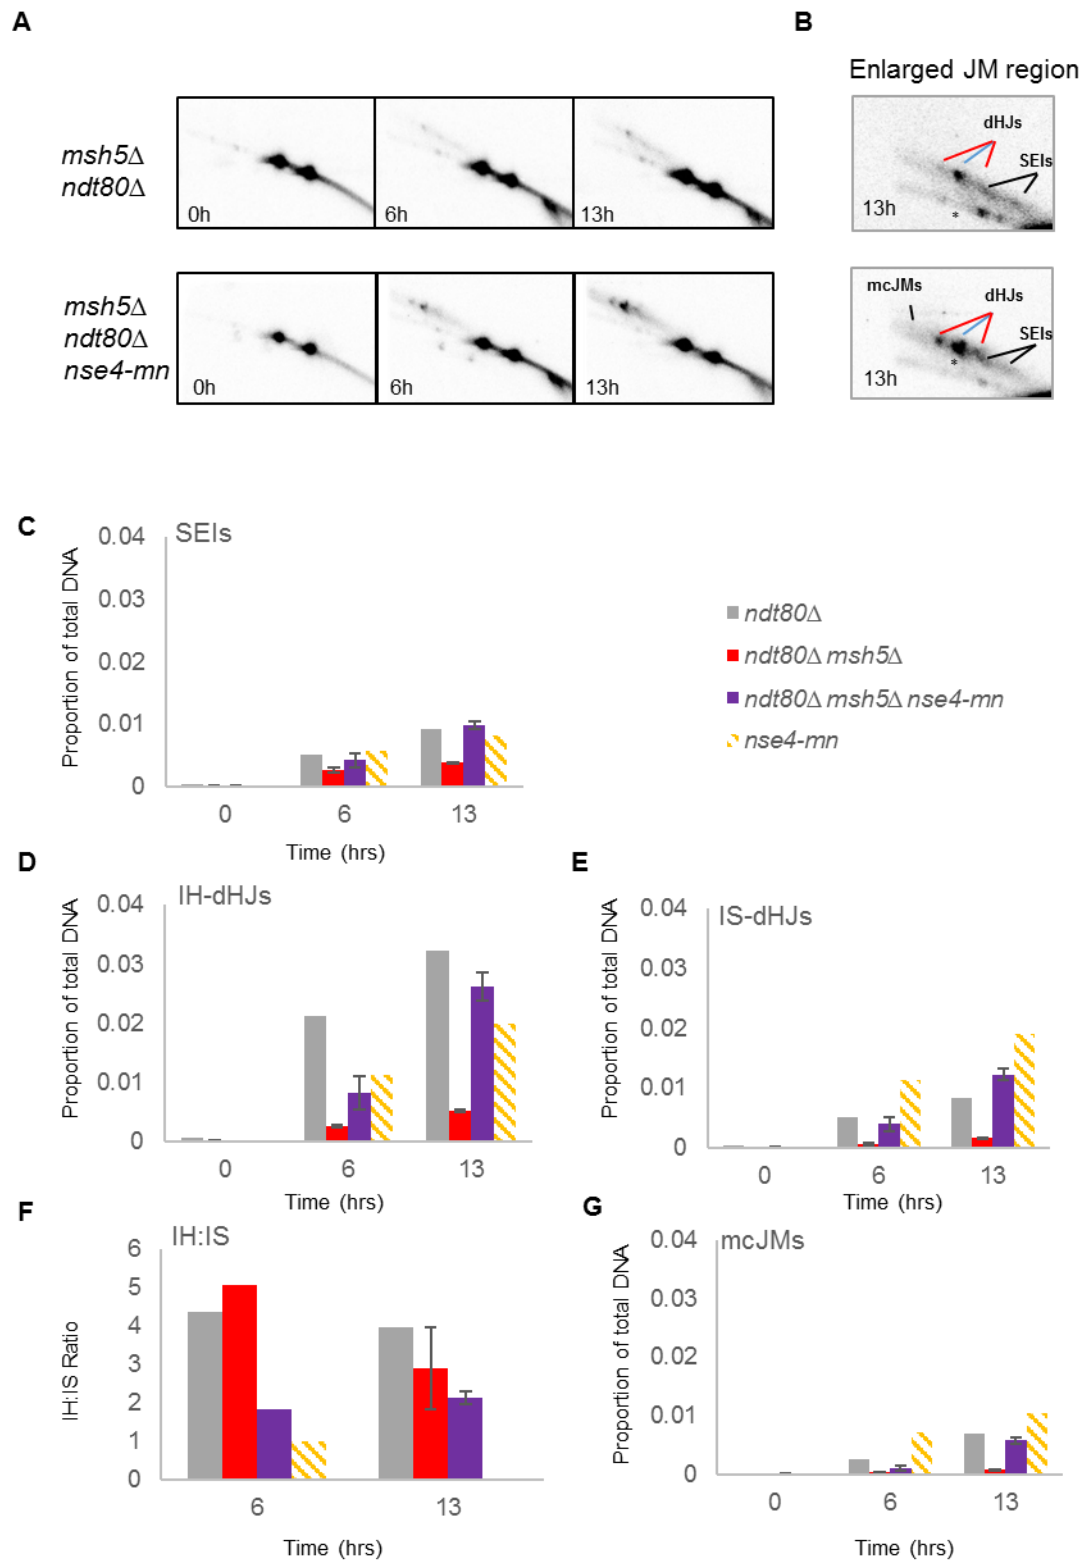 A
B
Enlarged JM region
msh5Δ
ndt80Δ
0h
6h
13h
dHJs
SEIs
13h
*
msh5Δ
ndt80Δ
nse4-mn
0h
6h
13h
mcJMs
dHJs
SEIs
13h
*
C
SEIs
Proportion of total DNA
0.04
0.03
0.02
0.01
0
0
6
13
Time (hrs)
ndt80Δ
ndt80Δ msh5Δ
ndt80Δ msh5Δ nse4-mn
nse4-mn
D
IH-dHJs
Proportion of total DNA
0.04
0.03
0.02
0.01
0
0
6
13
Time (hrs)
E
IS-dHJs
Proportion of total DNA
0.04
0.03
0.02
0.01
0
0
6
13
Time (hrs)
F
IH:IS
IH:IS Ratio
6
5
4
3
2
1
0
6
13
Time (hrs)
G
mcJMs
Proportion of total DNA
0.04
0.03
0.02
0.01
0
0
6
13
Time (hrs)